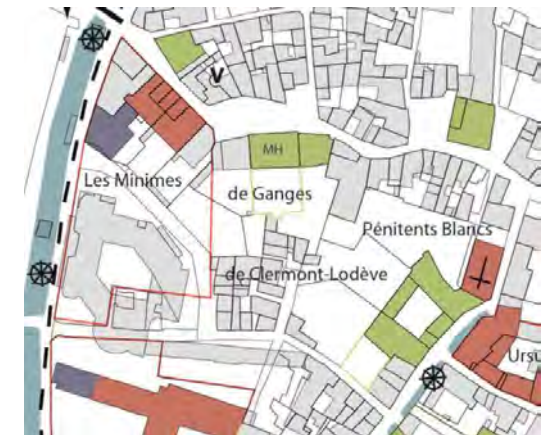 V
MH
Les Minimes
de Ganges
Pénitents Blancs
de Clermont-Lodève
Ursu